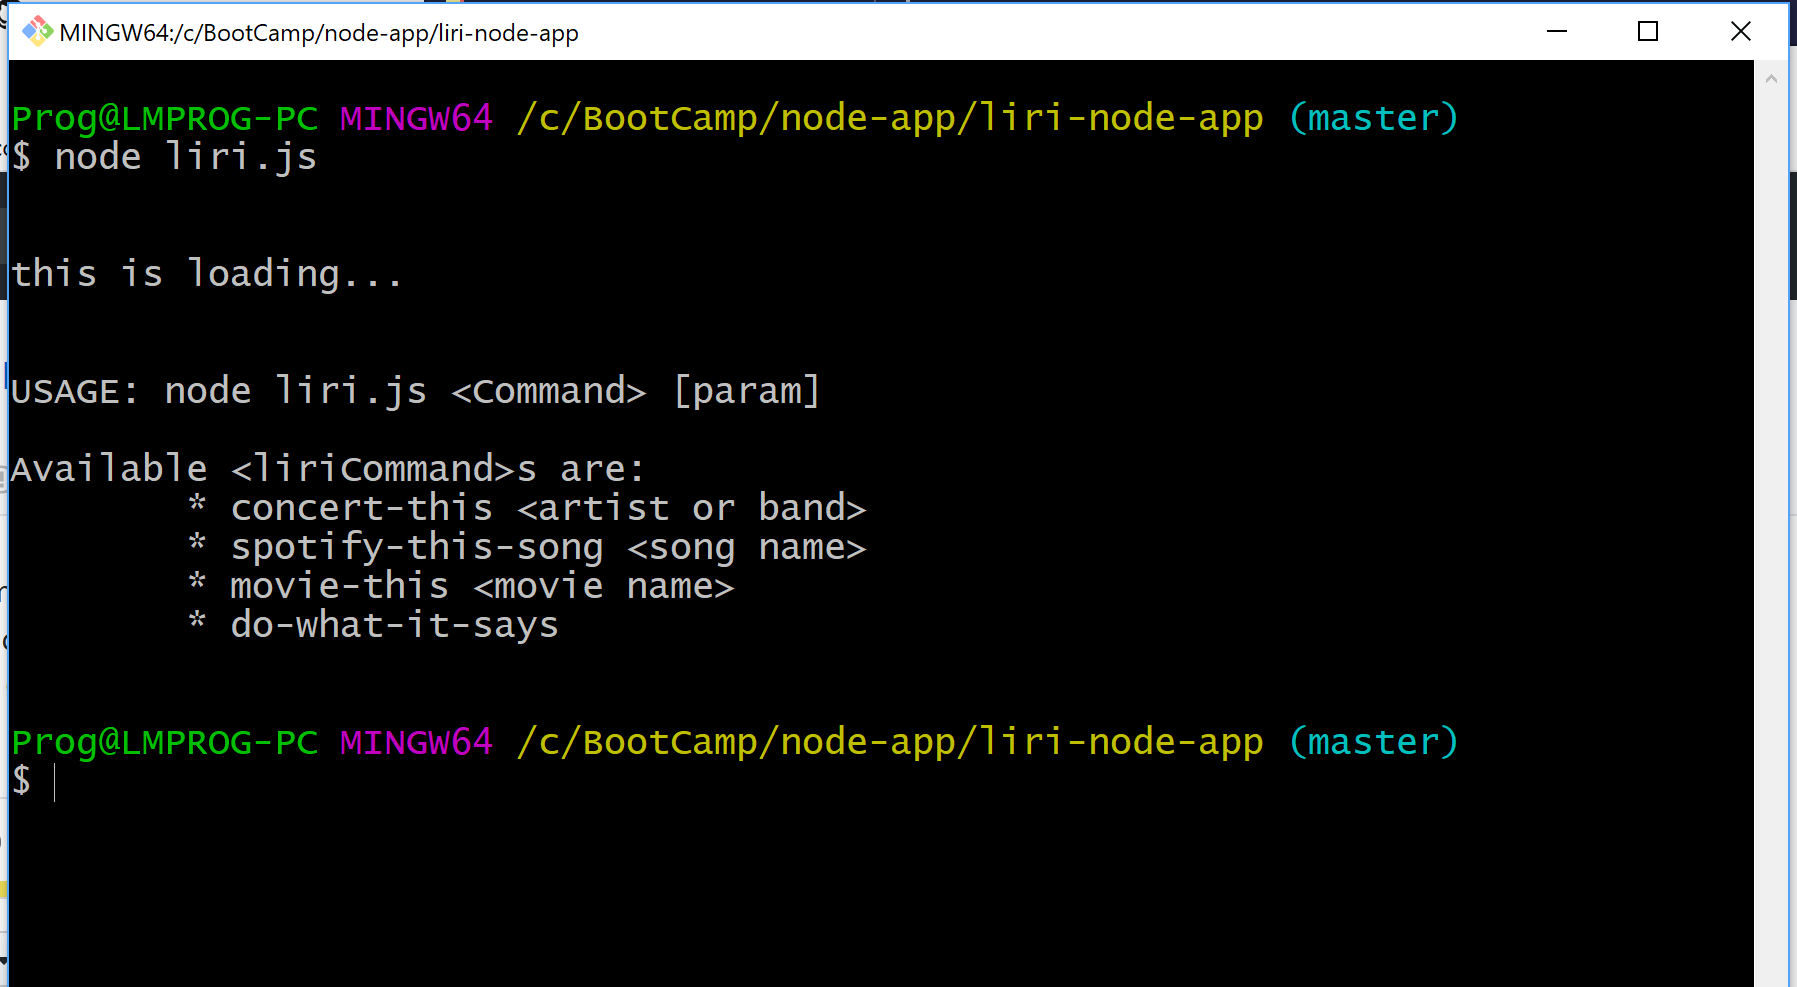 MINGW64:/c/BootCamp/node-app/liri-node-app
Prog@LMPROG-PC MINGW64 /c/BootCamp/node-app/liri-node-app (master)
$ node liri.js
this is loading...
USAGE: node liri.js <Command> [param]
Available <liriCommand>s are:
* concert-this <artist or band>
* spotify-this-song <song name>
* movie-this <movie name>
* do-what-it-says
Prog@LMPROG-PC MINGW64 /c/BootCamp/node-app/liri-node-app (master)
$